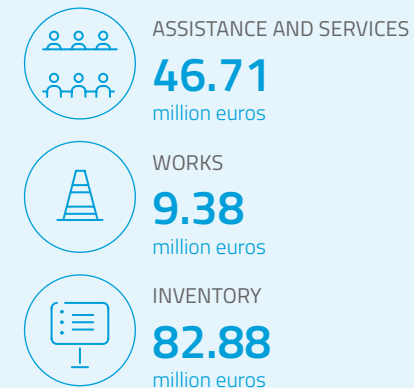 ASSISTANCE AND SERVICES
46.71
million euros
WORKS
9.38
million euros
INVENTORY
82.88
million euros